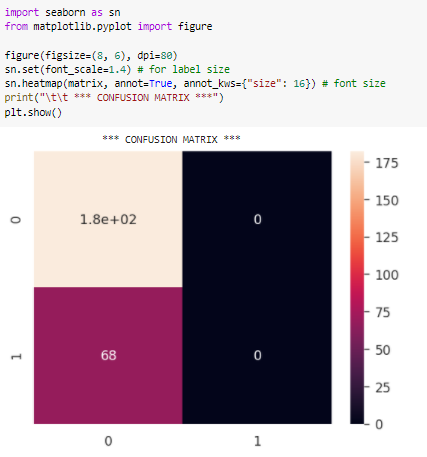 import seaborn as sn
from matplotlib.pyplot import figure
figure(figsize=(8, 6), dpi=80)
sn.set(font_scale=1.4) # for label size
sn.heatmap(matrix, annot=True, annot_kws={"size": 16}) # font size
print("\t\t *** CONFUSION MATRIX ***")
plt.show()
*** CONFUSION MATRIX ***
0
1.8e+02
0
1
68
0
0
1
175
150
125
100
75
50
25
0